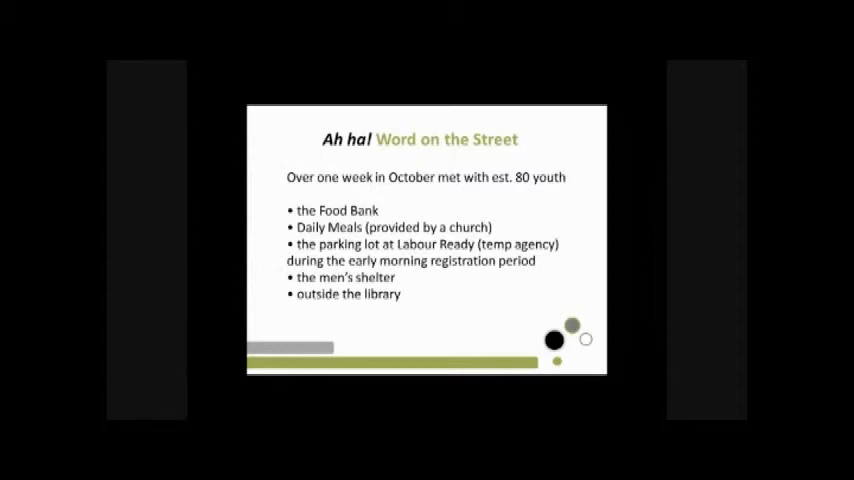 Ah ha! Word on the Street
Over one week in October met with est. 80 youth
• the Food Bank
• Daily Meals (provided by a church)
• the parking lot at Labour Ready (temp agency)
during the early morning registration period
• the men's shelter
• outside the library